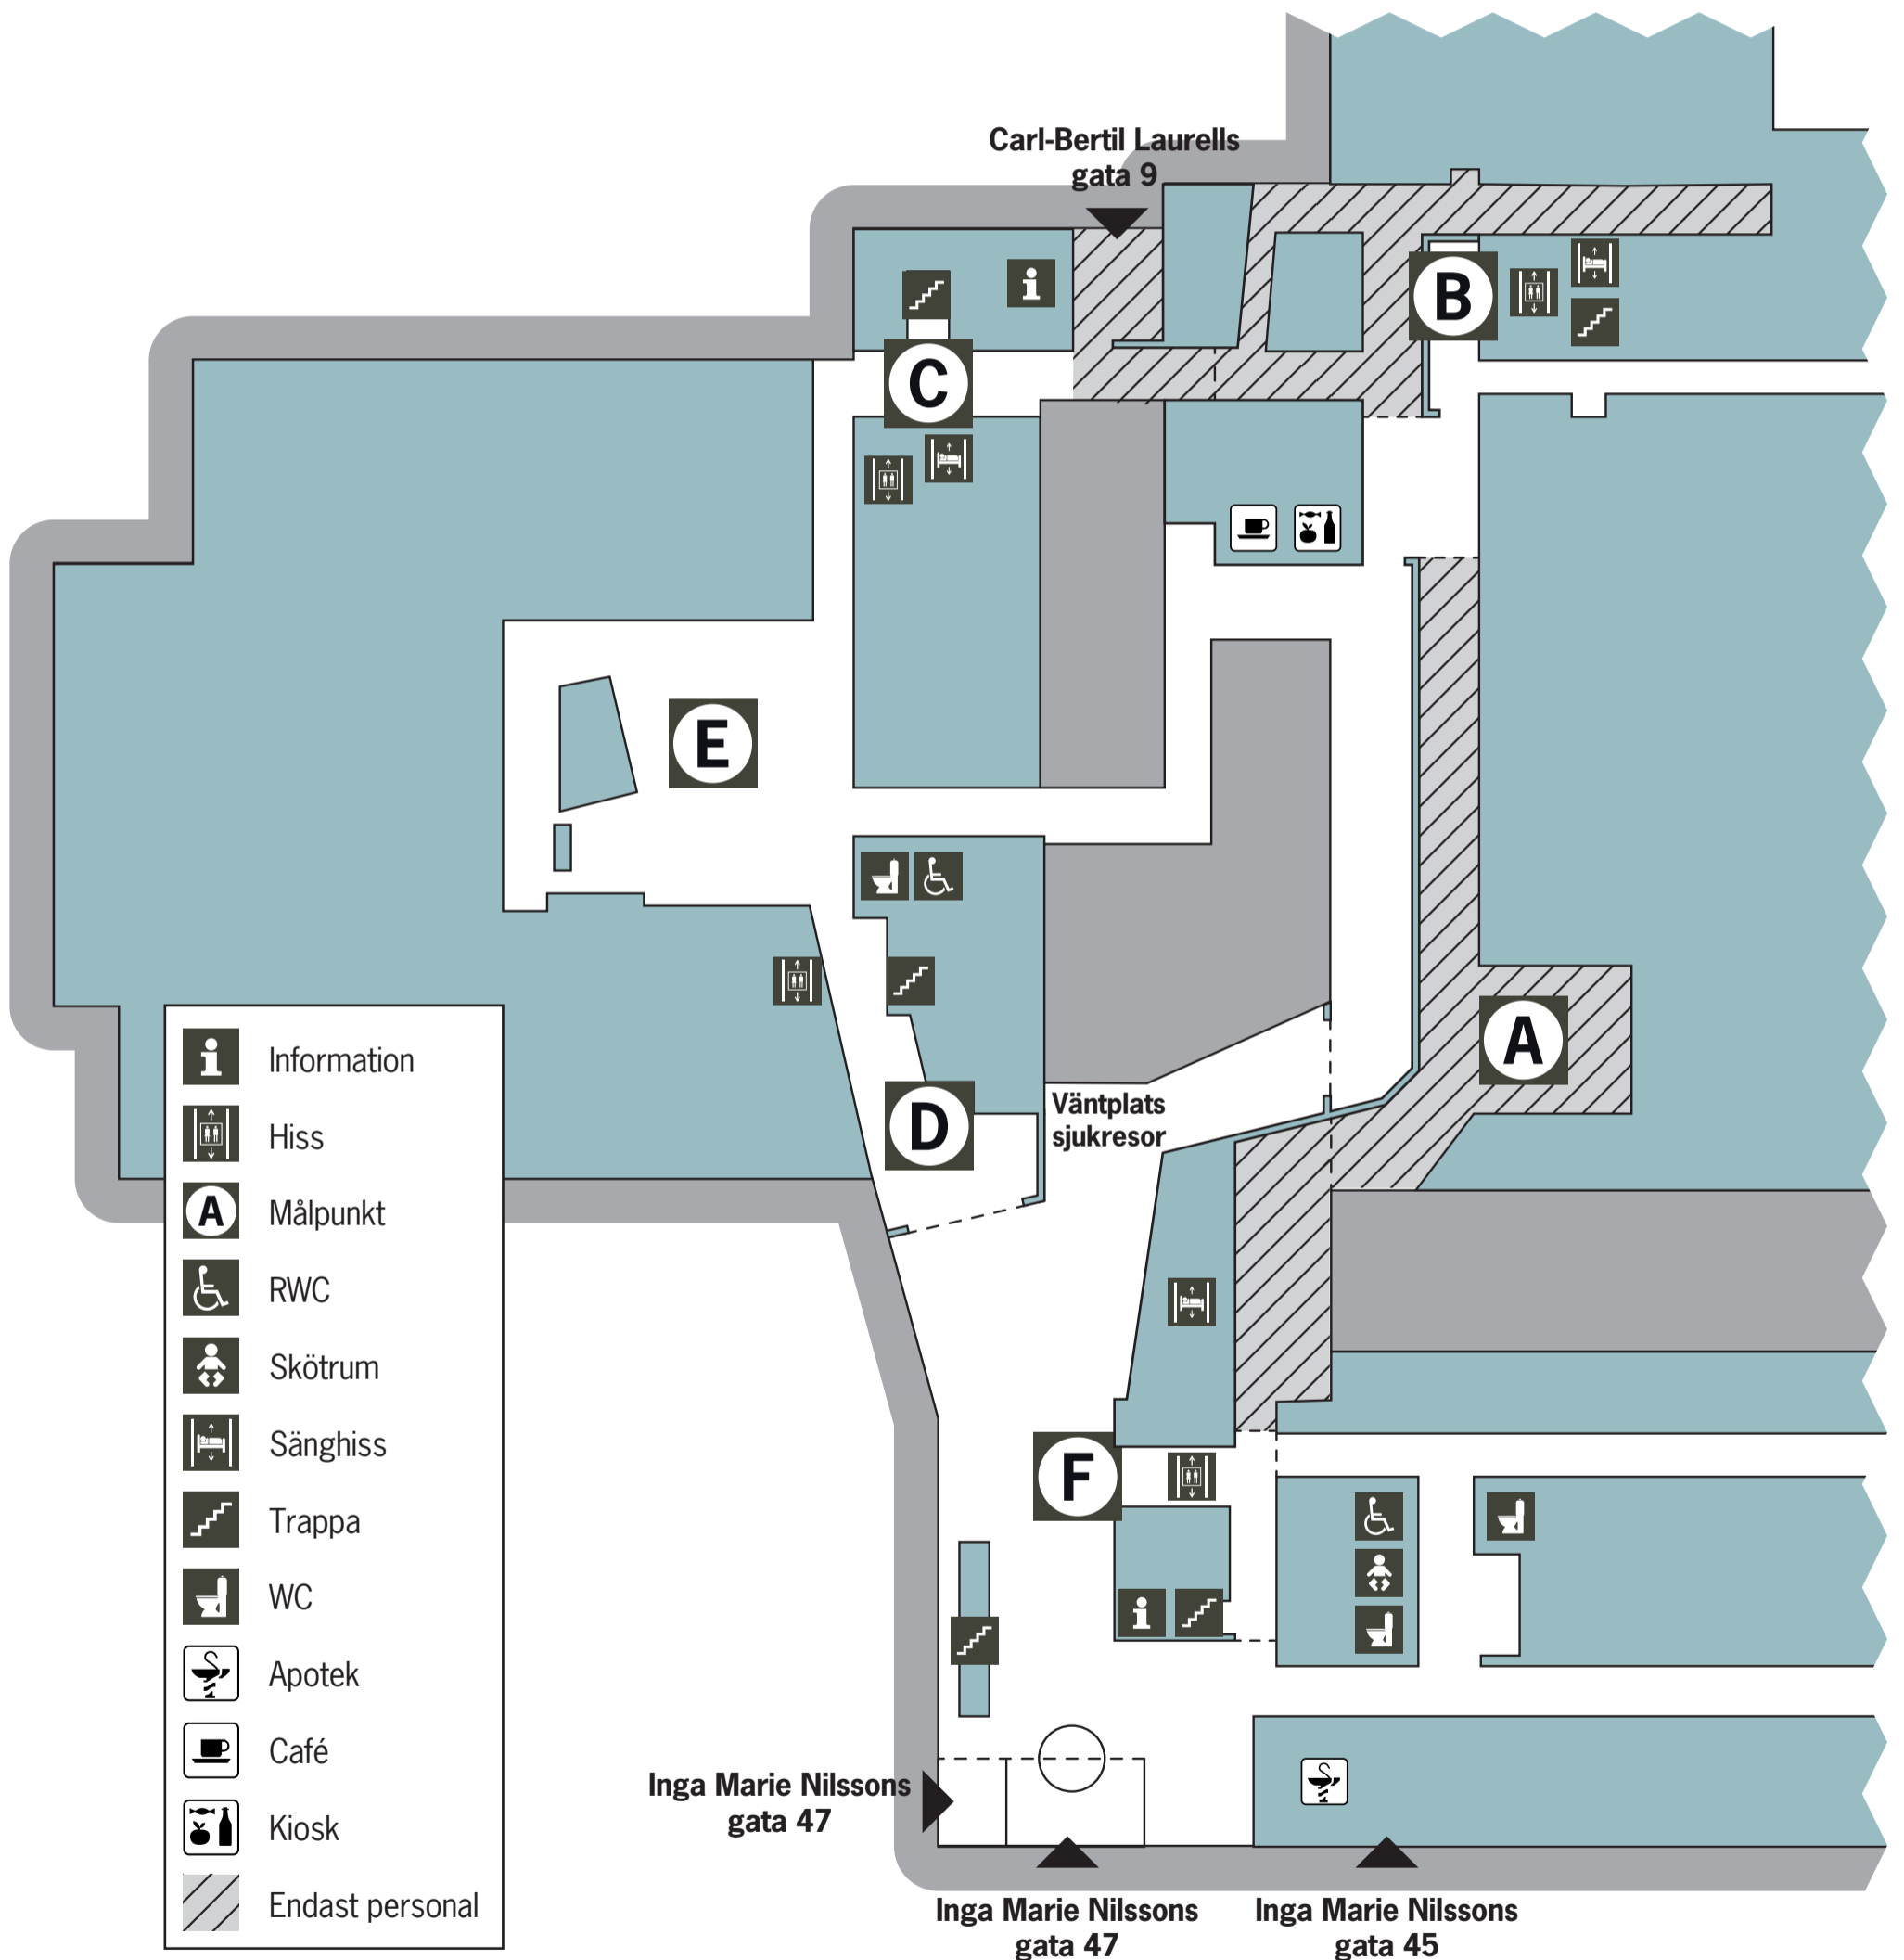 Carl-Bertil Laurells
gata 9
B
C
E
A
D
Väntplats
sjukresor
F
Information
Hiss
A
Målpunkt
RWC
Skötrum
Sänghiss
Trappa
WC
Apotek
Café
Kiosk
Endast personal
Inga Marie Nilssons
gata 47
Inga Marie Nilssons
gata 47
Inga Marie Nilssons
gata 45